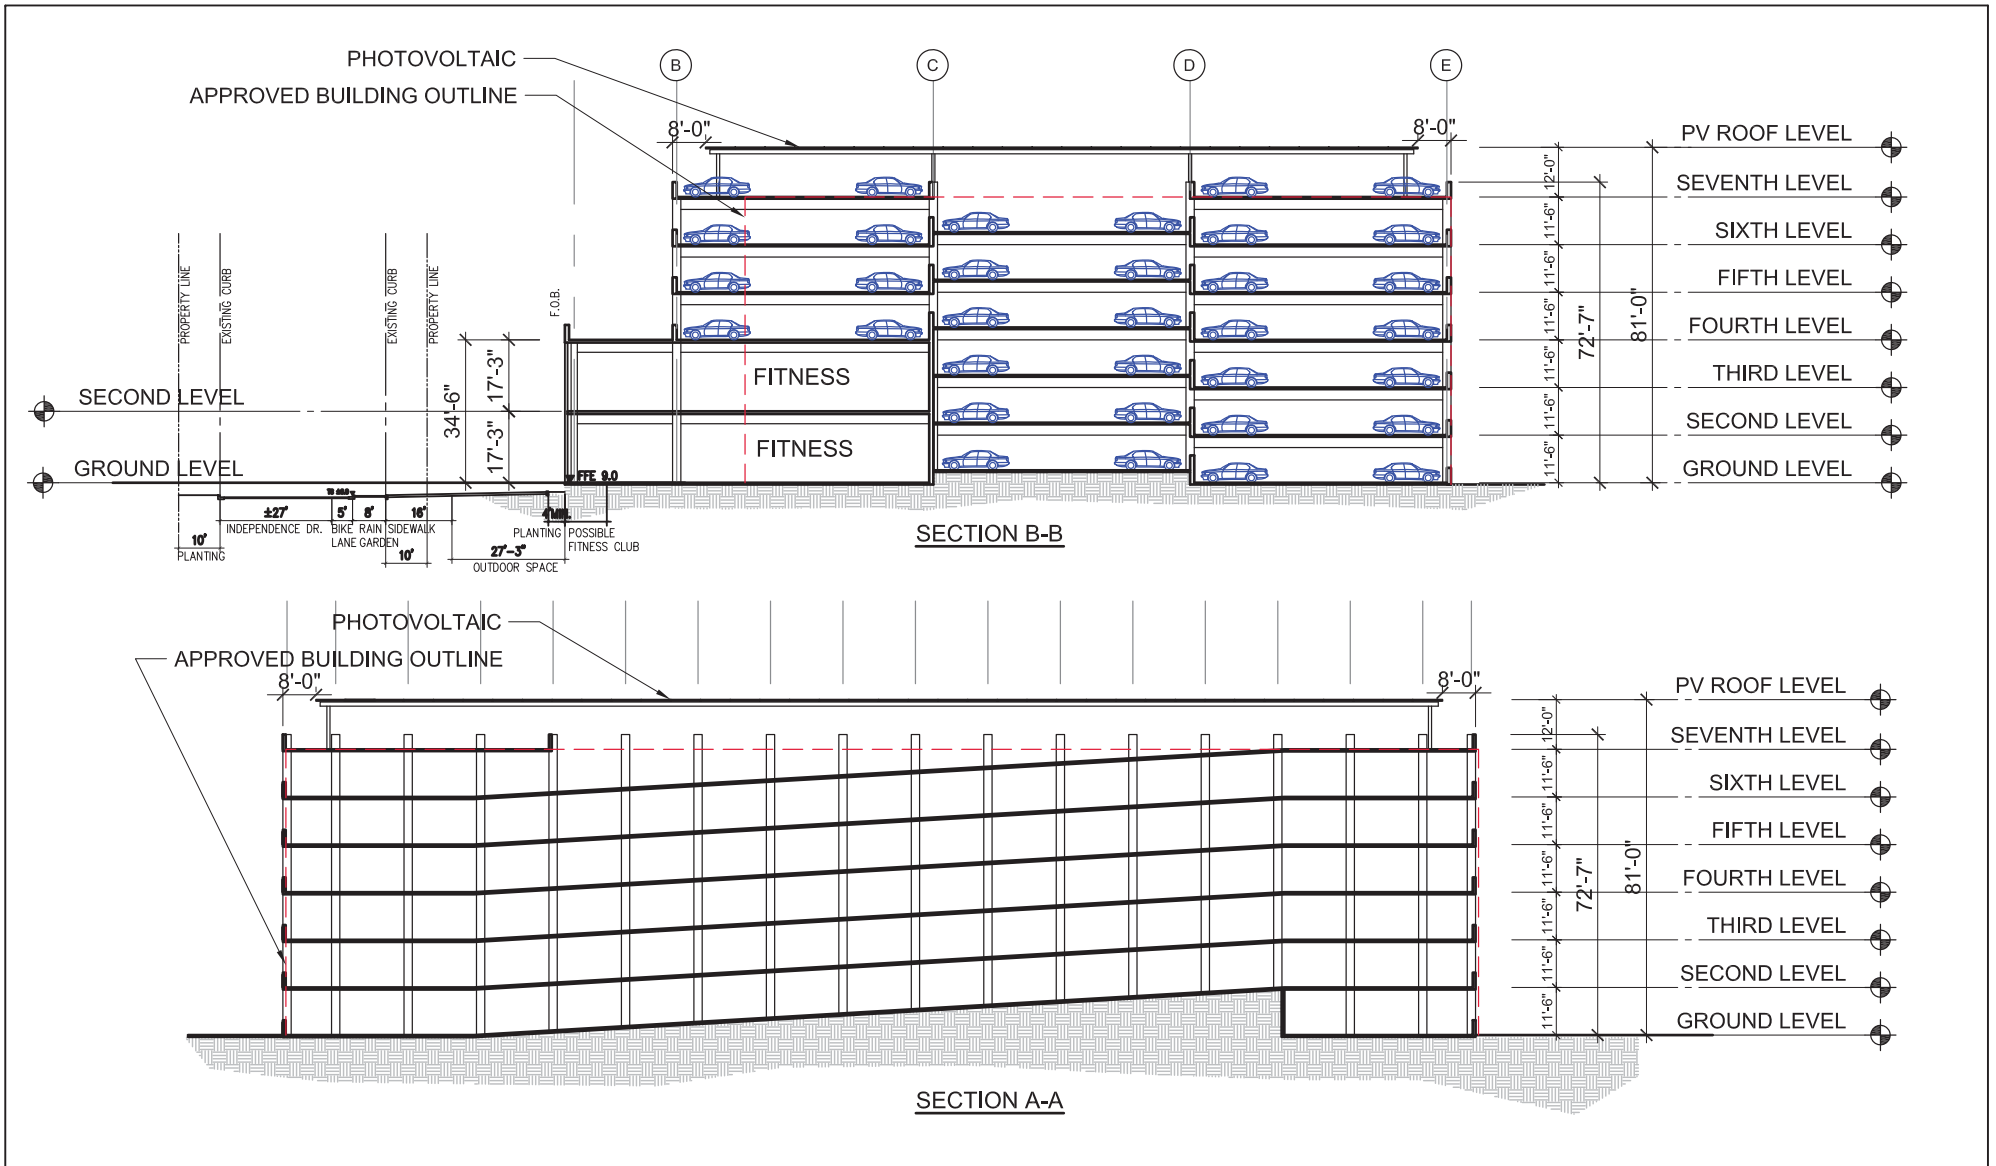 PHOTOVOLTAIC
APPROVED BUILDING OUTLINE
B
C
D
E
8'-0"
8'-0"
PV ROOF LEVEL
SEVENTH LEVEL
SIXTH LEVEL
FIFTH LEVEL
FOURTH LEVEL
THIRD LEVEL
SECOND LEVEL
GROUND LEVEL
12'-0"
11'-6"
11'-6"
11'-6"
11'-6"
11'-6"
11'-6"
72'-7"
81'-0"
PROPERTY LINE
EXISTING CURB
EXISTING CURB
PROPERTY LINE
F.O.B.
SECOND LEVEL
GROUND LEVEL
34'-6"
17'-3"
17'-3"
FITNESS
FITNESS
FFE 9.0
±27'
5'
8'
16'
4'MIN.
INDEPENDENCE DR.
BIKE LANE
RAIN GARDEN
SIDEWALK
PLANTING
POSSIBLE
FITNESS CLUB
10'
PLANTING
10'
27'-3"
OUTDOOR SPACE
SECTION B-B
PHOTOVOLTAIC
APPROVED BUILDING OUTLINE
8'-0"
8'-0"
PV ROOF LEVEL
SEVENTH LEVEL
SIXTH LEVEL
FIFTH LEVEL
FOURTH LEVEL
THIRD LEVEL
SECOND LEVEL
GROUND LEVEL
12'-0"
11'-6"
11'-6"
11'-6"
11'-6"
11'-6"
11'-6"
72'-7"
81'-0"
SECTION A-A